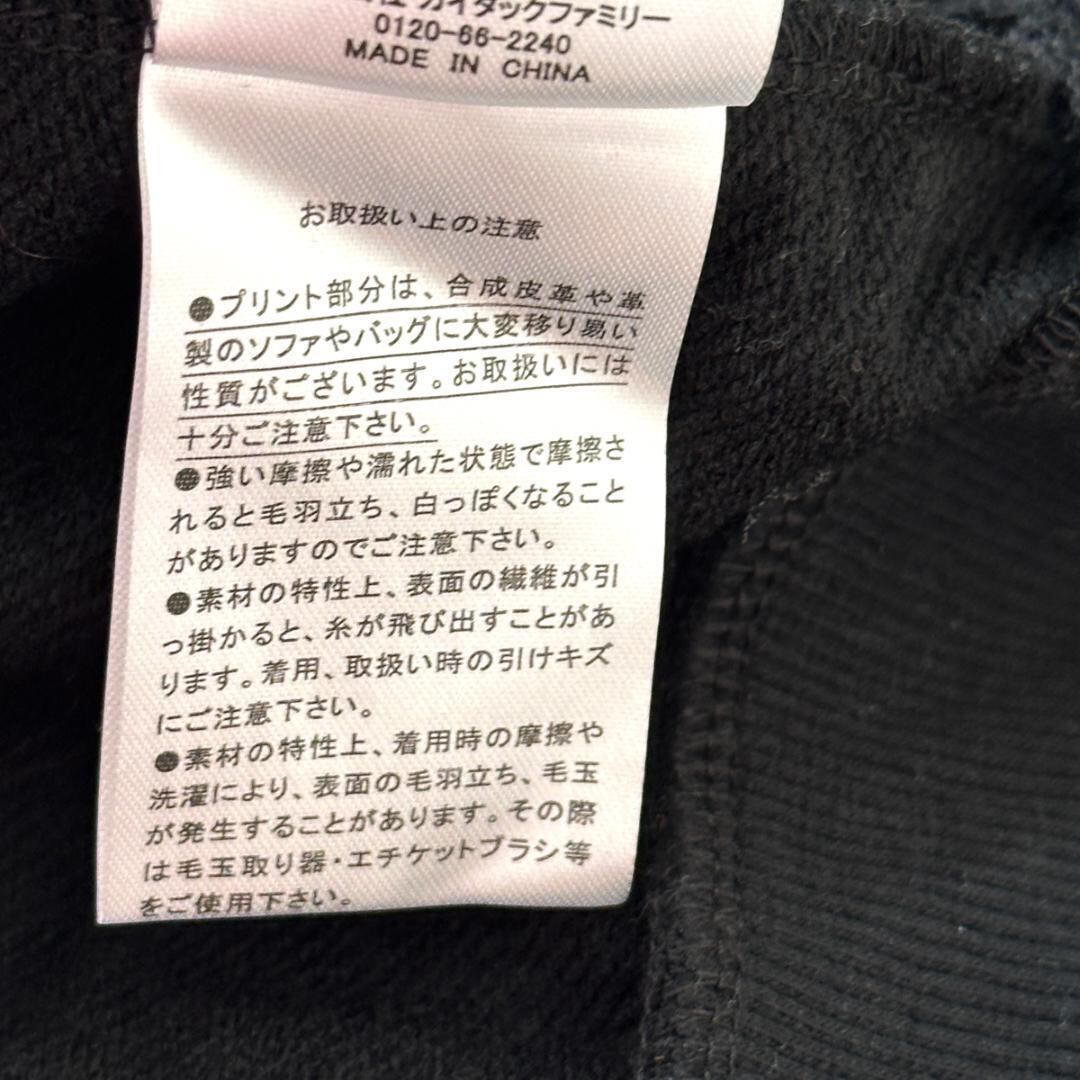 カイタックファミリー
0120-66-2240
MADE IN CHINA
お取扱い上の注意
●プリント部分は、合成皮革や革
製のソファやバッグに大変移り易い
性質がございます。お取扱いには
十分ご注意下さい。
●強い摩擦や濡れた状態で摩擦さ
れると毛羽立ち、白っぽくなること
がありますのでご注意下さい。
●素材の特性上、表面の繊維が引
っ掛かると、糸が飛び出すことがあ
ります。着用、取扱い時の引けキズ
にご注意下さい。
●素材の特性上、着用時の摩擦や
洗濯により、表面の毛羽立ち、毛玉
が発生することがあります。その際
は毛玉取り器・エチケットブラシ等
をご使用下さい。